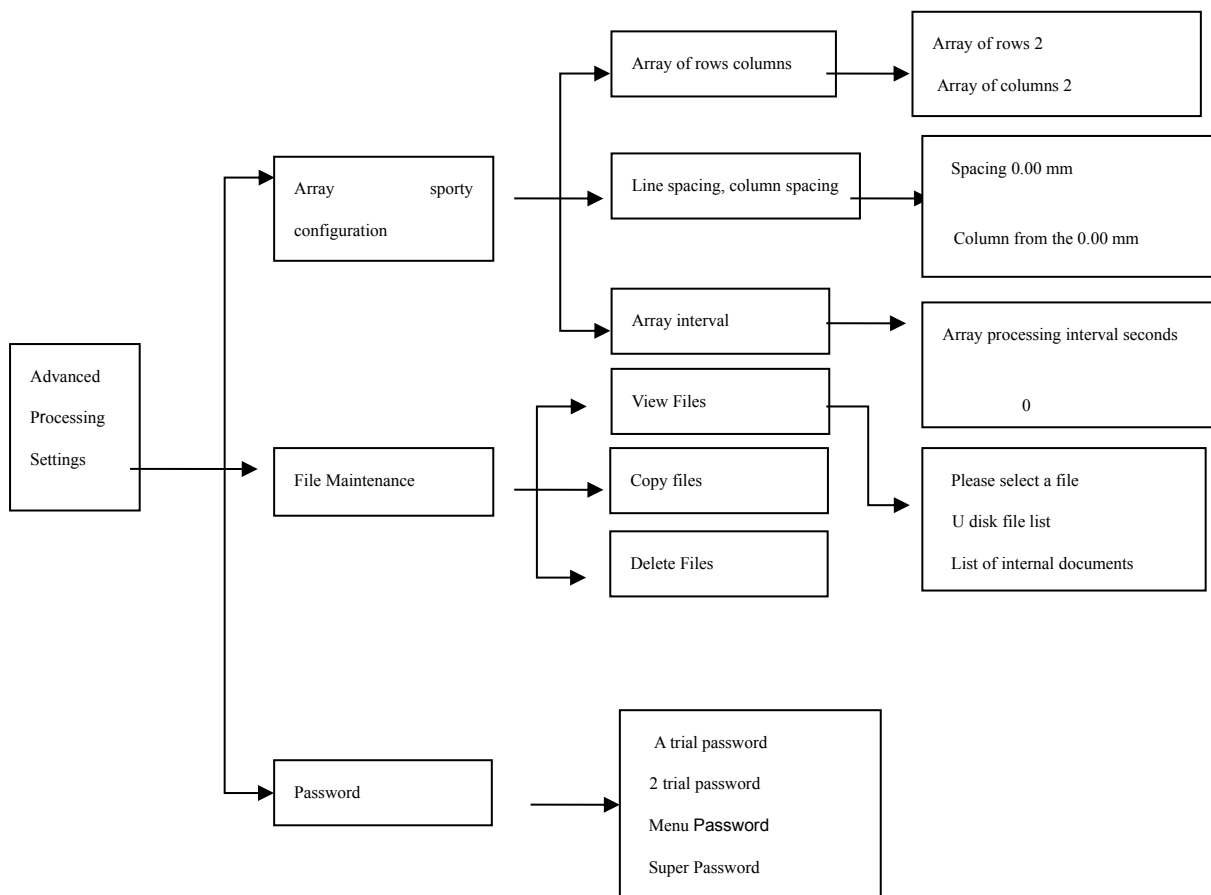 Advanced
Processing
Settings
Array sporty
configuration
Array of rows columns
Array of rows 2
Array of columns 2
Line spacing, column spacing
Spacing 0.00 mm
Column from the 0.00 mm
Array interval
Array processing interval seconds
0
File Maintenance
View Files
Copy files
Delete Files
Please select a file
U disk file list
List of internal documents
Password
A trial password
2 trial password
Menu Password
Super Password